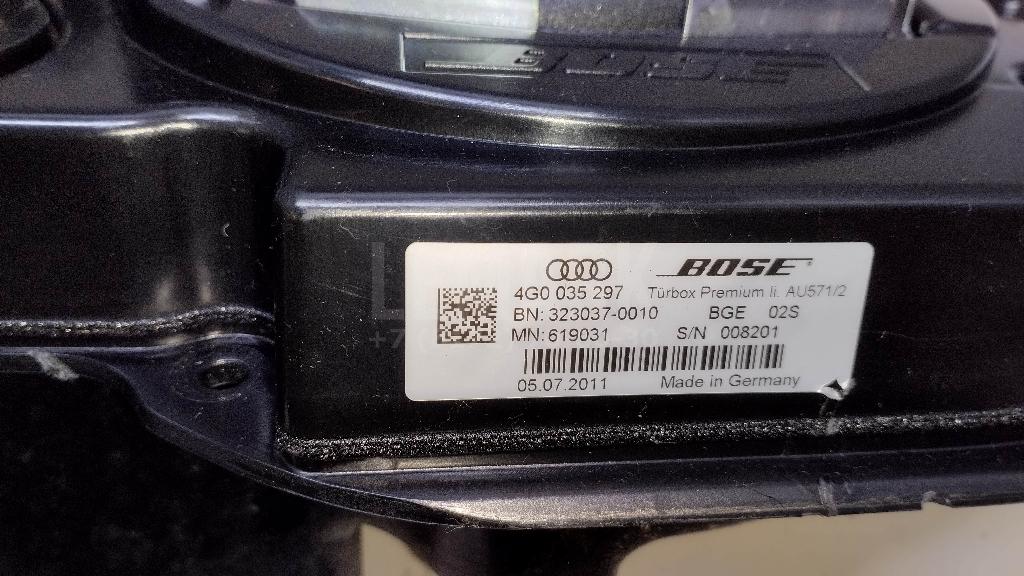 BOSE
BOSE
4G0 035 297 Türbox Premium li. AU571/2
BN: 323037-0010 BGE 02S
MN: 619031 S/N 008201
05.07.2011 Made in Germany